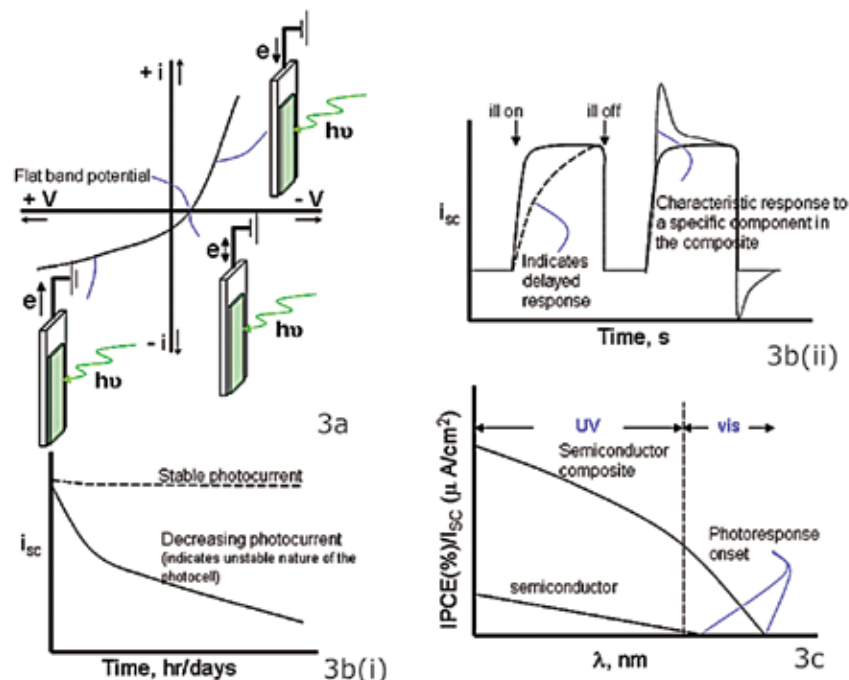 + i
e
hυ
Flat band potential
+ V
- V
e
e
hυ
- i
hυ
3a
ill on
ill off
isc
Characteristic response to
a specific component in
the composite
Indicates
delayed
response
Time, s
3b(ii)
Stable photocurrent
isc
Decreasing photocurrent
(indicates unstable nature of the
photocell)
Time, hr/days
3b(i)
UV
vis
Semiconductor
composite
IPCE(%)/ISC (μ A/cm²)
Photoresponse
onset
semiconductor
λ, nm
3c